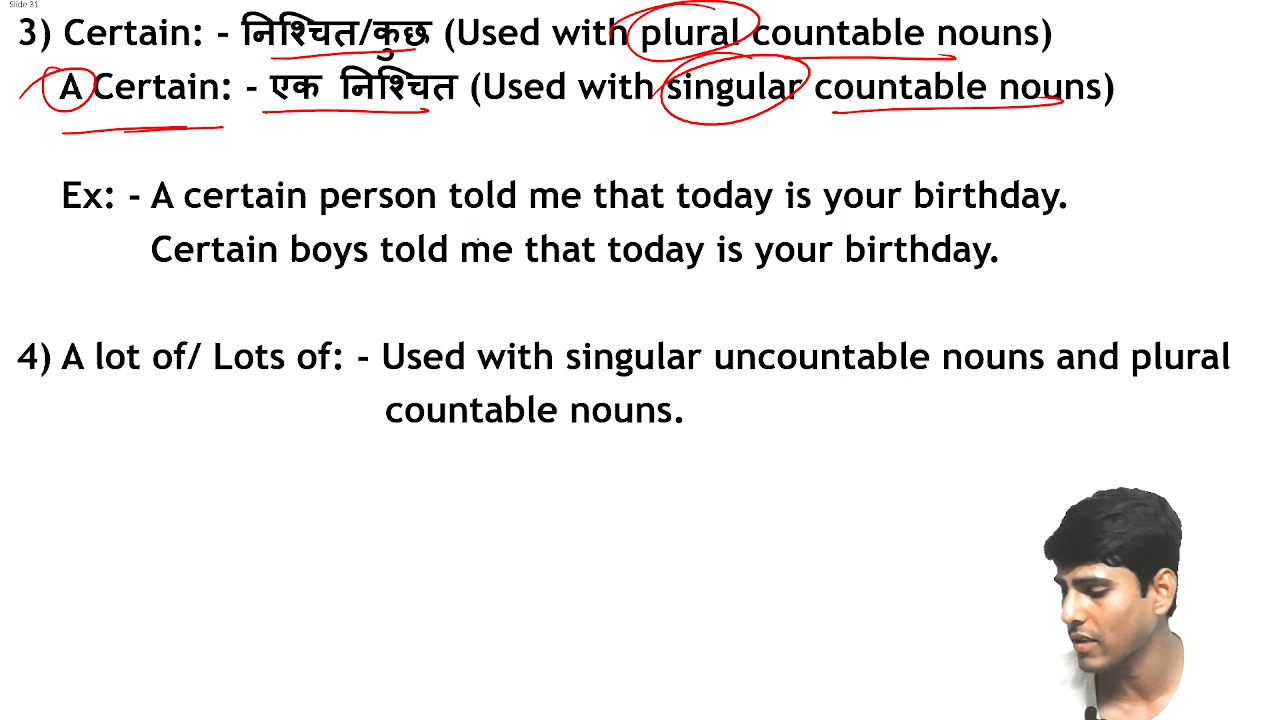 Slide 31
3) Certain: - निश्चित/कुछ (Used with plural countable nouns)
A Certain: - एक निश्चित (Used with singular countable nouns)
Ex: - A certain person told me that today is your birthday.
Certain boys told me that today is your birthday.
4) A lot of/ Lots of: - Used with singular uncountable nouns and plural
countable nouns.